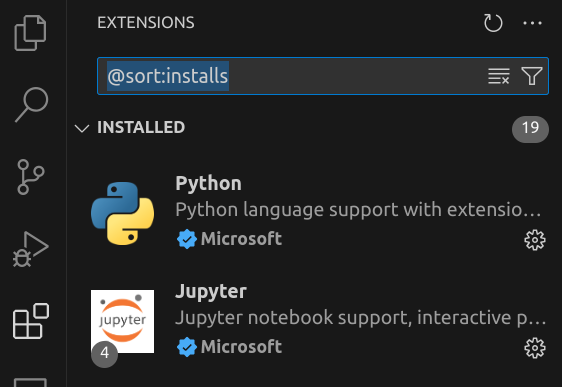 EXTENSIONS
@sort:installs
INSTALLED
19
Python
Python language support with extensio…
Microsoft
Jupyter
Jupyter notebook support, interactive p…
jupyter
4
Microsoft